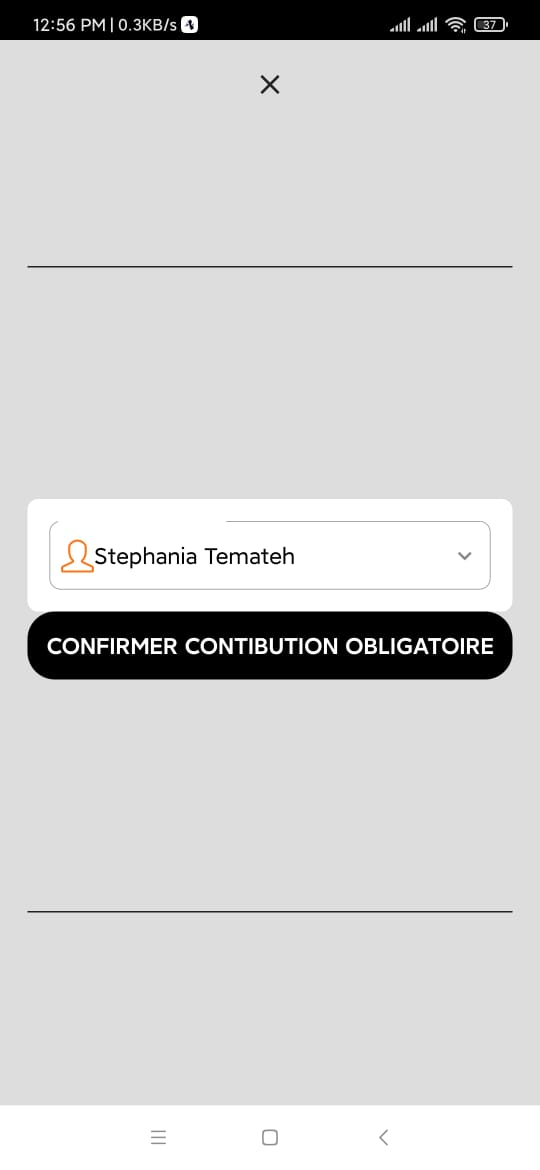 12:56 PM | 0.3KB/s
37
Stephania Temateh
CONFIRMER CONTIBUTION OBLIGATOIRE